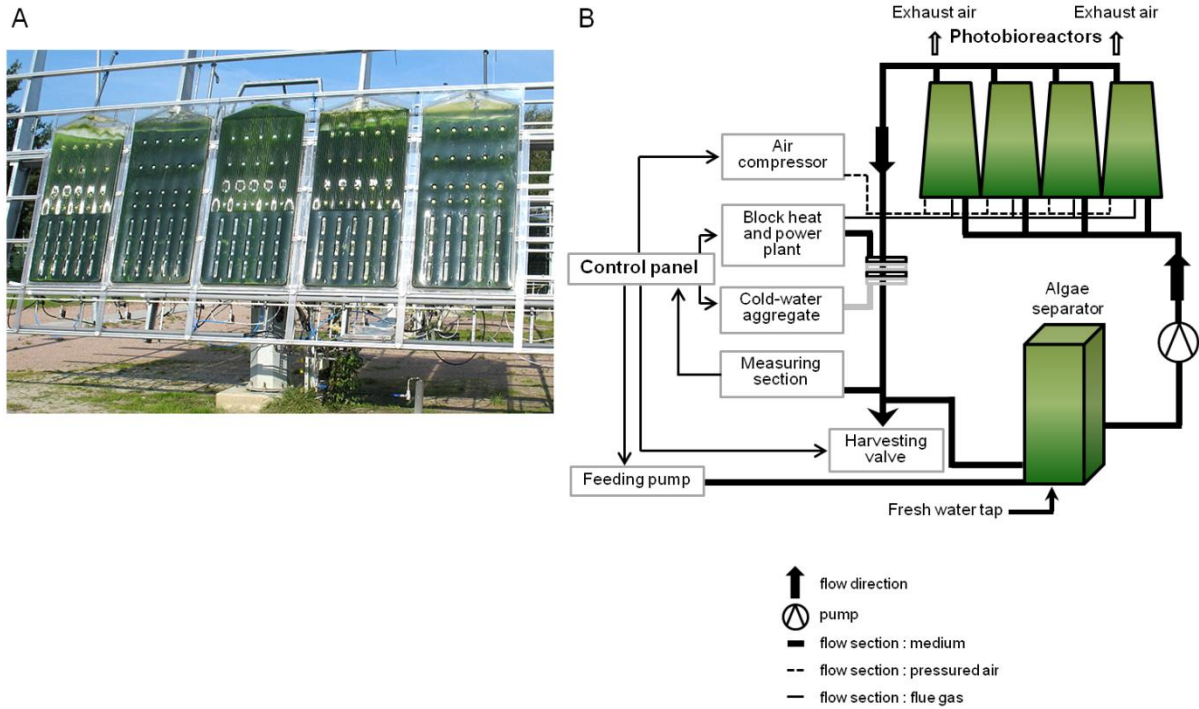 A
B
Exhaust air
Exhaust air
Photobioreactors
Air
compressor
Block heat
and power
plant
Control panel
Cold-water
aggregate
Algae
separator
Measuring
section
Harvesting
valve
Feeding pump
Fresh water tap
flow direction
pump
flow section : medium
flow section : pressured air
flow section : flue gas